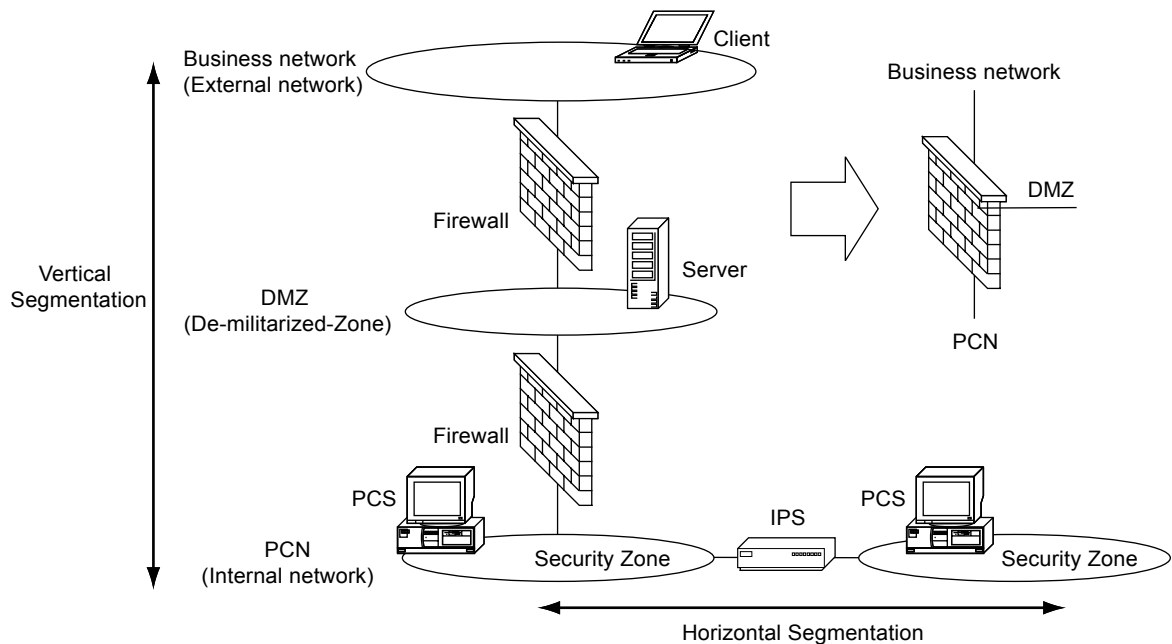 Client
Business network
(External network)
Business network
Firewall
DMZ
Server
Vertical
Segmentation
DMZ
(De-militarized-Zone)
PCN
Firewall
PCS
IPS
PCS
PCN
(Internal network)
Security Zone
Security Zone
Horizontal Segmentation